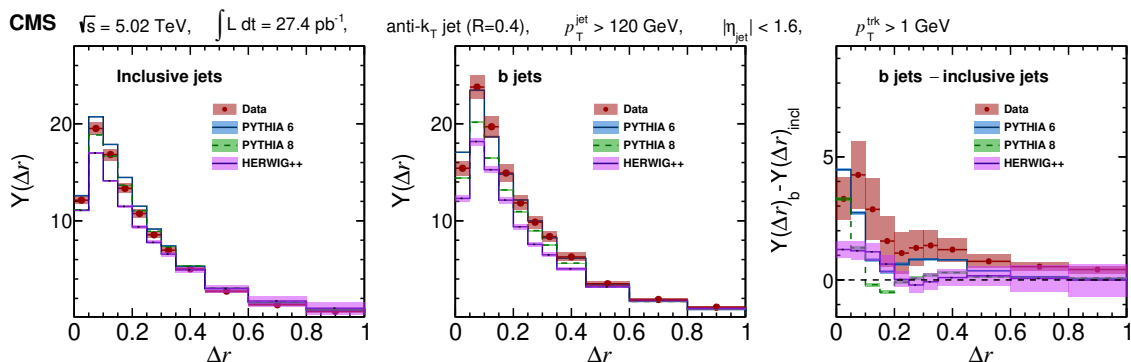 CMS √s = 5.02 TeV, ∫ L dt = 27.4 pb⁻¹, anti-k_T jet (R=0.4), p_T^jet > 120 GeV, |η_jet| < 1.6, p_T^trk > 1 GeV
Inclusive jets
Data
PYTHIA 6
PYTHIA 8
HERWIG++
Y(Δr)
20
10
0 0.2 0.4 0.6 0.8 1
Δr
b jets
Data
PYTHIA 6
PYTHIA 8
HERWIG++
Y(Δr)
20
10
0 0.2 0.4 0.6 0.8 1
Δr
b jets – inclusive jets
Data
PYTHIA 6
PYTHIA 8
HERWIG++
Y(Δr)_b - Y(Δr)_incl
5
0
0 0.2 0.4 0.6 0.8 1
Δr